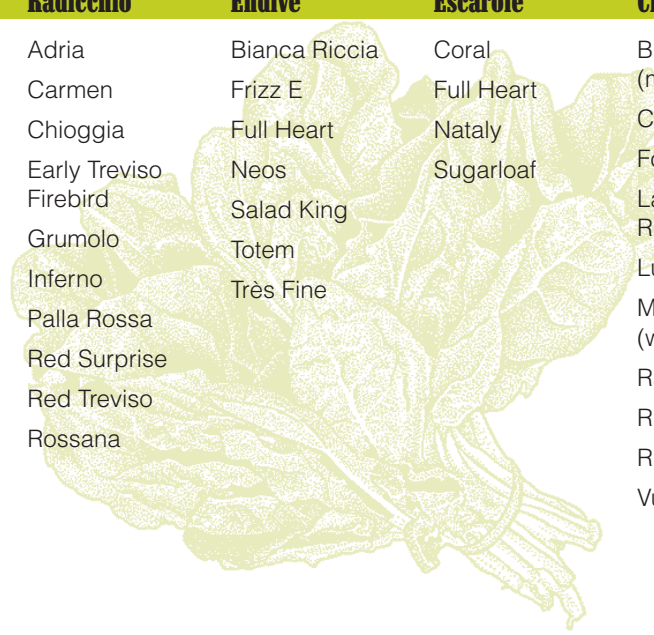 Radicchio
Endive
Escarole
Adria
Carmen
Chioggia
Early Treviso
Firebird
Grumolo
Inferno
Palla Rossa
Red Surprise
Red Treviso
Rossana
Bianca Riccia
Frizz E
Full Heart
Neos
Salad King
Totem
Très Fine
Coral
Full Heart
Nataly
Sugarloaf